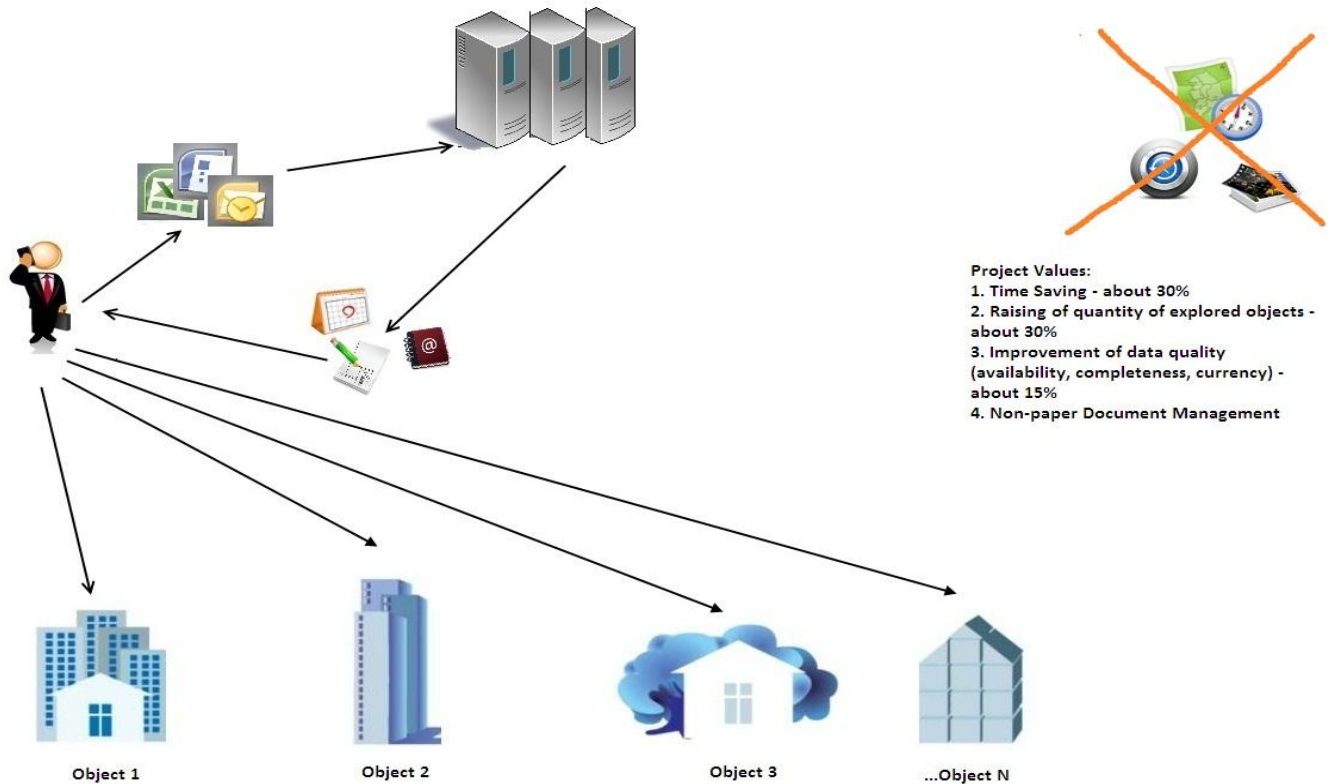 Project Values:
1. Time Saving - about 30%
2. Raising of quantity of explored objects -
about 30%
3. Improvement of data quality
(availability, completeness, currency) -
about 15%
4. Non-paper Document Management
Object 1
Object 2
Object 3
...Object N